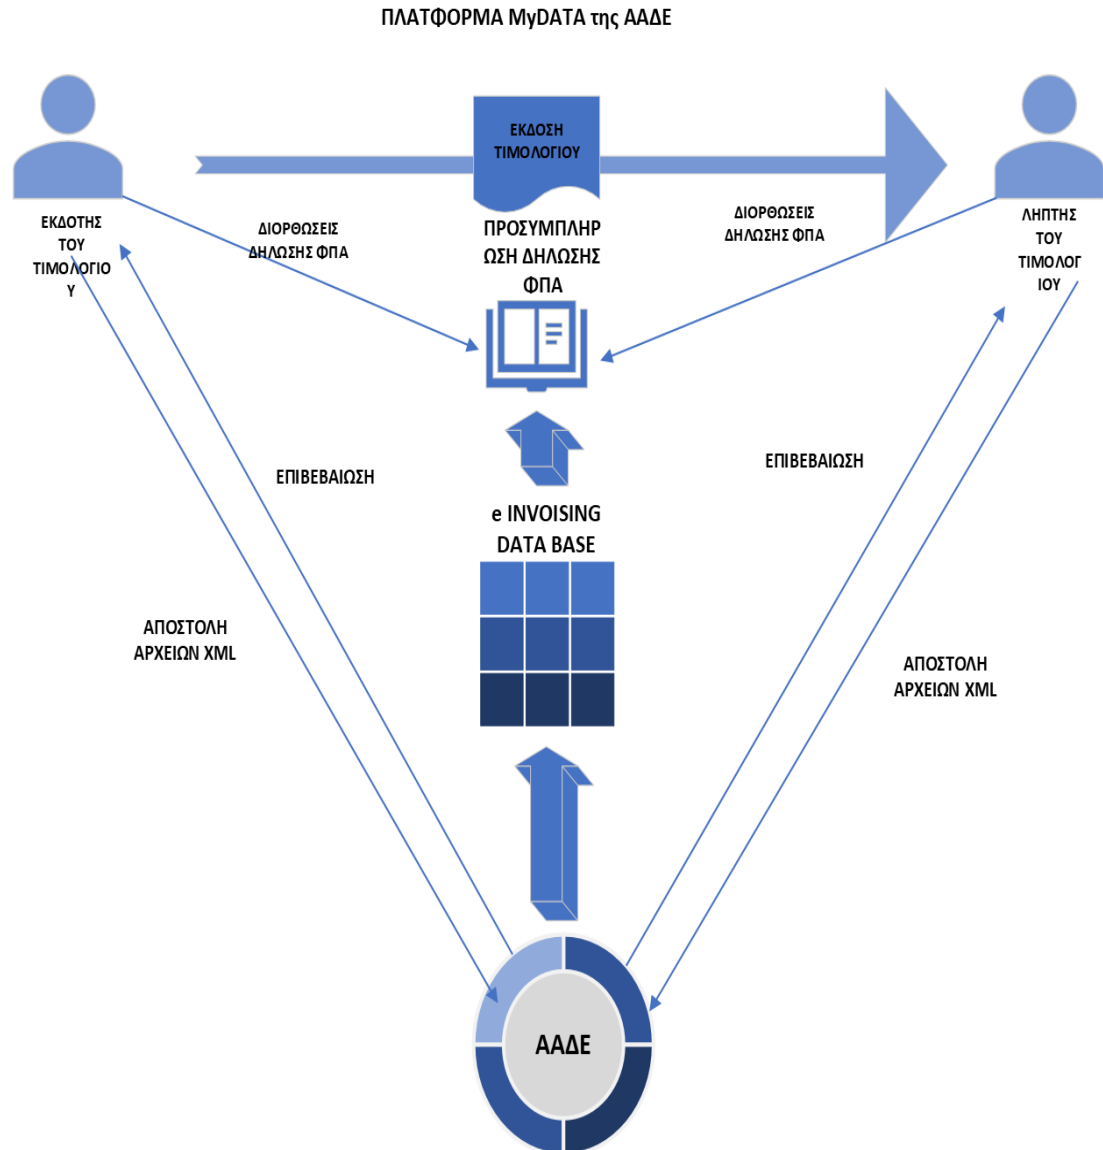 ΠΛΑΤΦΟΡΜΑ MyDATA της ΑΑΔΕ
ΕΚΔΟΣΗ
ΤΙΜΟΛΟΓΙΟΥ
ΕΚΔΟΤΗΣ
ΤΟΥ
ΤΙΜΟΛΟΓΙΟ
Υ
ΔΙΟΡΘΩΣΕΙΣ
ΔΗΛΩΣΗΣ ΦΠΑ
ΠΡΟΣΥΜΠΛΗΡ
ΩΣΗ ΔΗΛΩΣΗΣ
ΦΠΑ
ΔΙΟΡΘΩΣΕΙΣ
ΔΗΛΩΣΗΣ ΦΠΑ
ΛΗΠΤΗΣ
ΤΟΥ
ΤΙΜΟΛΟΓ
ΙΟΥ
ΕΠΙΒΕΒΑΙΩΣΗ
ΕΠΙΒΕΒΑΙΩΣΗ
e INVOISING
DATA BASE
ΑΠΟΣΤΟΛΗ
ΑΡΧΕΙΩΝ XML
ΑΠΟΣΤΟΛΗ
ΑΡΧΕΙΩΝ XML
ΑΑΔΕ